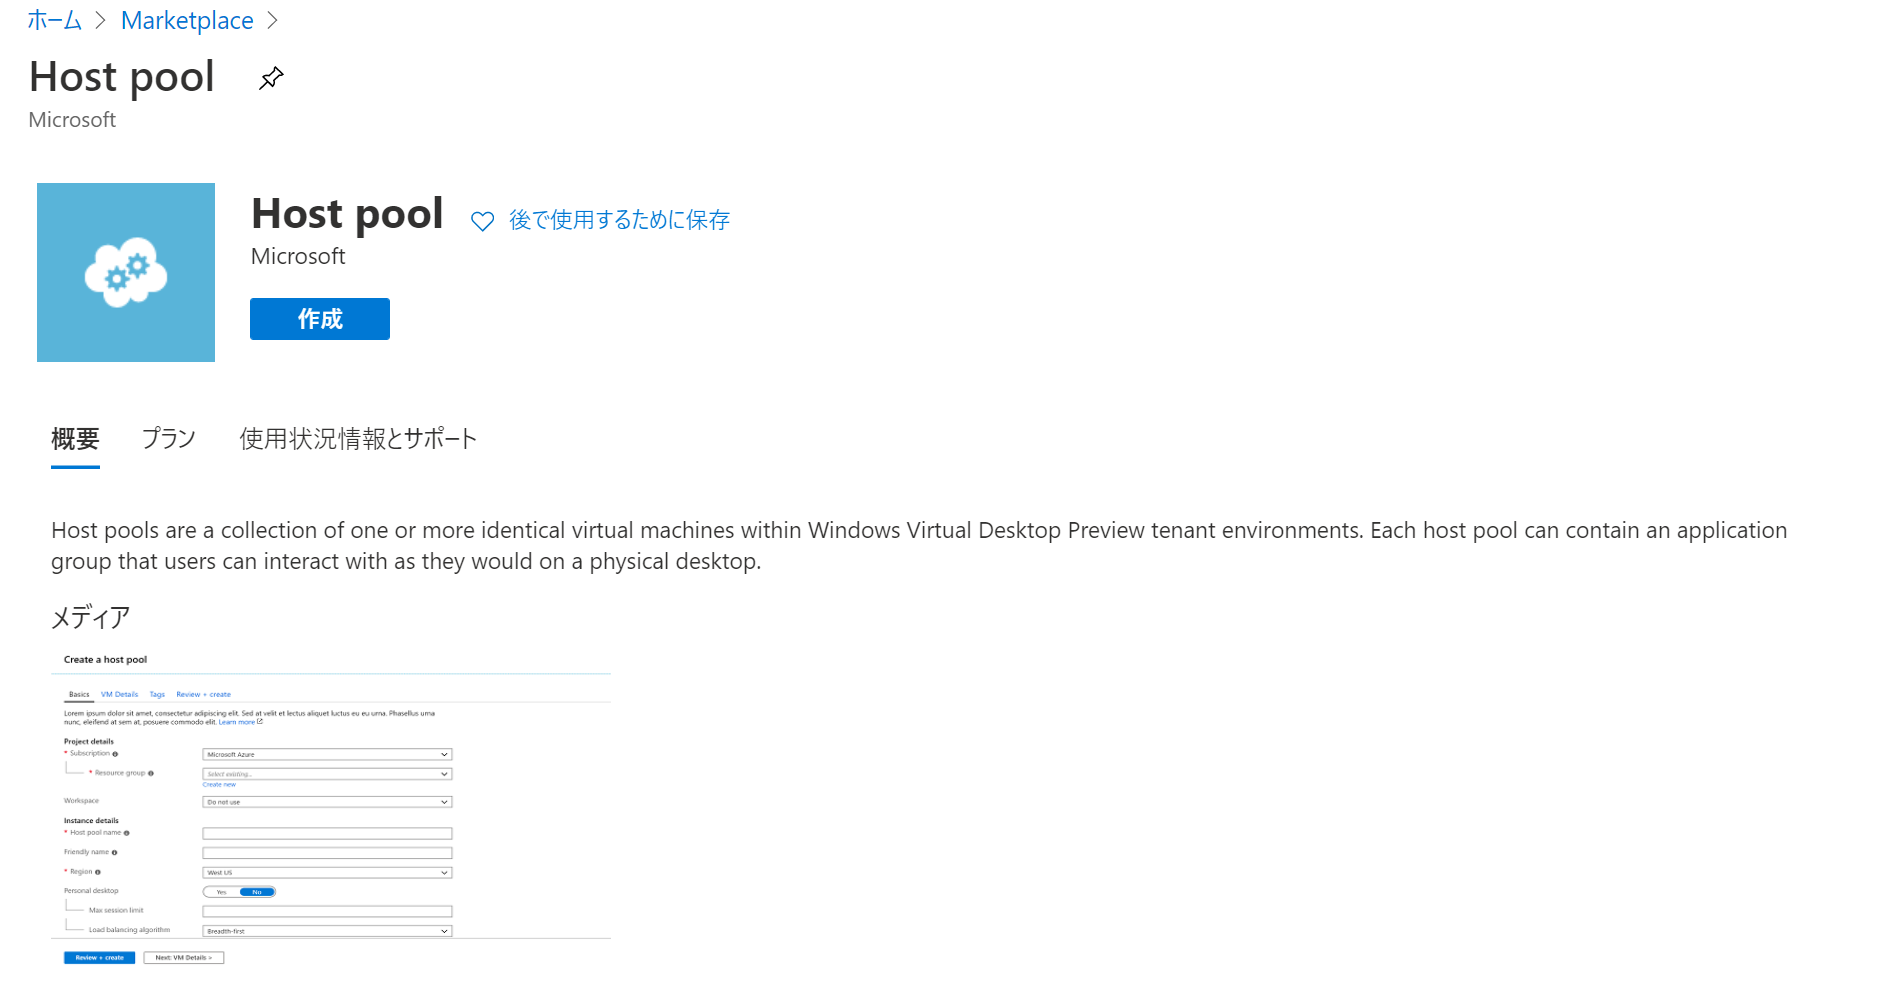 ホーム > Marketplace >
Host pool
Microsoft
Host pool
後で使用するために保存
Microsoft
作成
概要 プラン 使用状況情報とサポート
Host pools are a collection of one or more identical virtual machines within Windows Virtual Desktop Preview tenant environments. Each host pool can contain an application
group that users can interact with as they would on a physical desktop.
メディア
Create a host pool
Basics VM Details Tags Review + create
Lorem ipsum dolor sit amet, consectetur adipiscing elit. Sed at velit et lectus aliquet luctus eu eu urna. Phasellus urna
nunc, eleifend at sem at, posuere commodo elit. Learn more
Project details
* Subscription Microsoft Azure
* Resource group Select existing...
Create new
Workspace Do not use
Instance details
* Host pool name
Friendly name
* Region West US
Personal desktop Yes No
Max session limit
Load balancing algorithm Breadth-first
Review + create Next: VM Details >